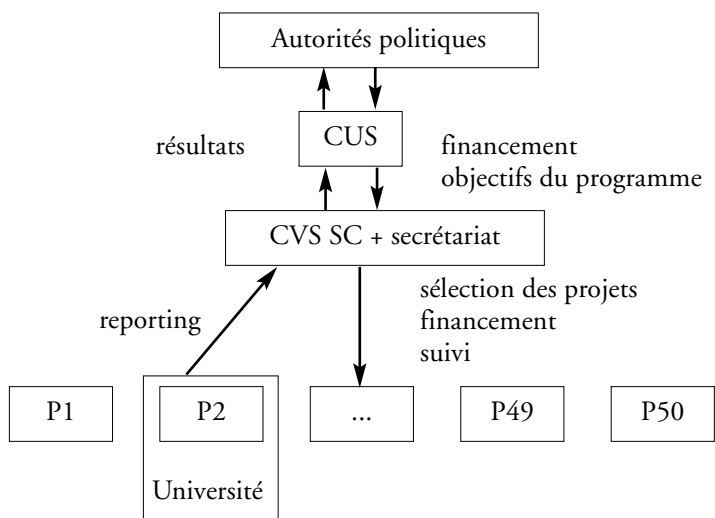 Autorités politiques
CUS
résultats
financement
objectifs du programme
CVS SC + secrétariat
sélection des projets
financement
suivi
reporting
P1
P2
...
P49
P50
Université